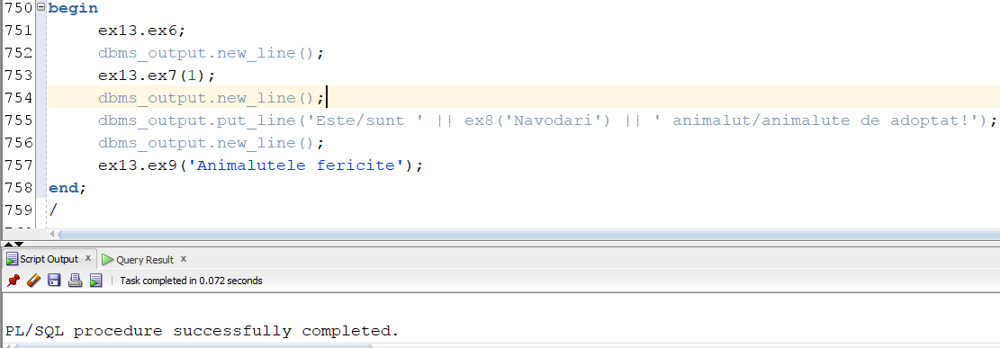 750 begin
751 ex13.ex6;
752 dbms_output.new_line();
753 ex13.ex7(1);
754 dbms_output.new_line();
755 dbms_output.put_line('Este/sunt ' || ex8('Navodari') || ' animalut/animalute de adoptat!');
756 dbms_output.new_line();
757 ex13.ex9('Animalutele fericite');
758 end;
759 /
Script Output x Query Result x
Task completed in 0.072 seconds
PL/SQL procedure successfully completed.